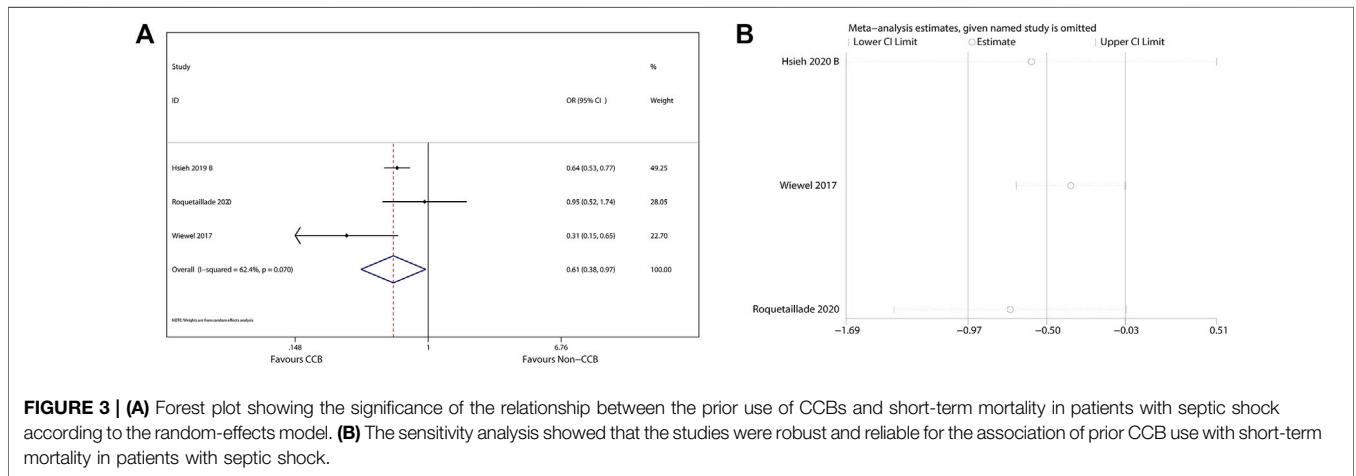 A
Study %
ID OR (95% CI ) Weight
Hsieh 2019 B 0.64 (0.53, 0.77) 49.25
Roquetaillade 2020 0.95 (0.52, 1.74) 28.05
Wiewel 2017 0.31 (0.15, 0.65) 22.70
Overall (I-squared = 62.4%, p = 0.070) 0.61 (0.38, 0.97) 100.00
NOTE: Weights are from random effects analysis
.148 1 6.76
Favours CCB Favours Non-CCB
B
Meta-analysis estimates, given named study is omitted
Lower CI Limit Estimate Upper CI Limit
Hsieh 2020 B
Wiewel 2017
Roquetaillade 2020
-1.69 -0.97 -0.50 -0.03 0.51
FIGURE 3 | (A) Forest plot showing the significance of the relationship between the prior use of CCBs and short-term mortality in patients with septic shock
according to the random-effects model. (B) The sensitivity analysis showed that the studies were robust and reliable for the association of prior CCB use with short-term
mortality in patients with septic shock.